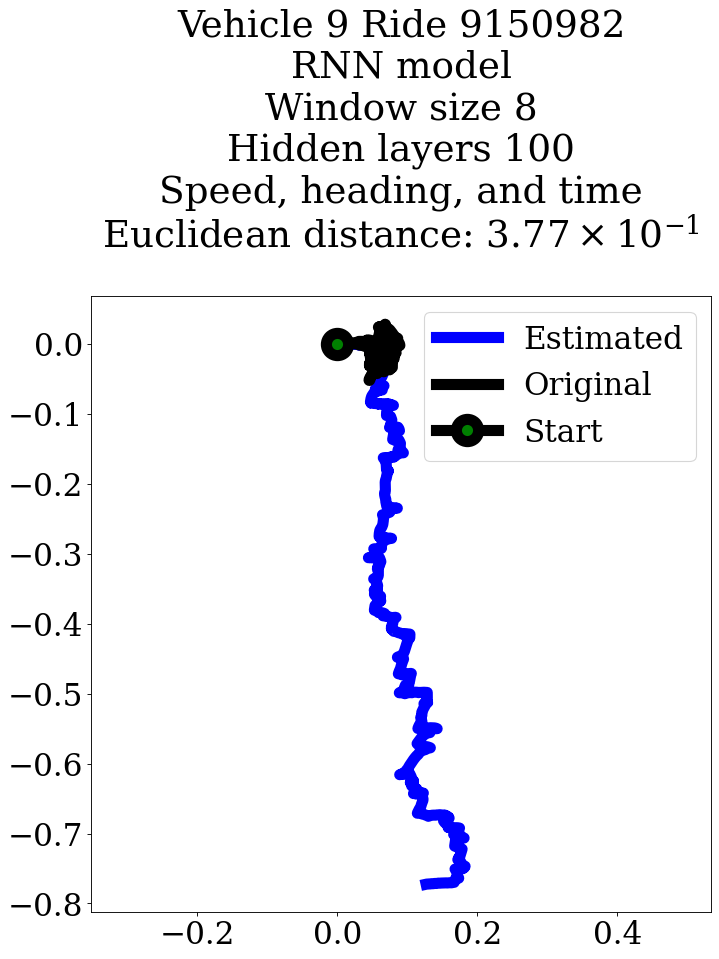 Vehicle 9 Ride 9150982
RNN model
Window size 8
Hidden layers 100
Speed, heading, and time
Euclidean distance: 3.77 × 10⁻¹
Estimated
Original
Start
0.0
−0.1
−0.2
−0.3
−0.4
−0.5
−0.6
−0.7
−0.8
−0.2 0.0 0.2 0.4